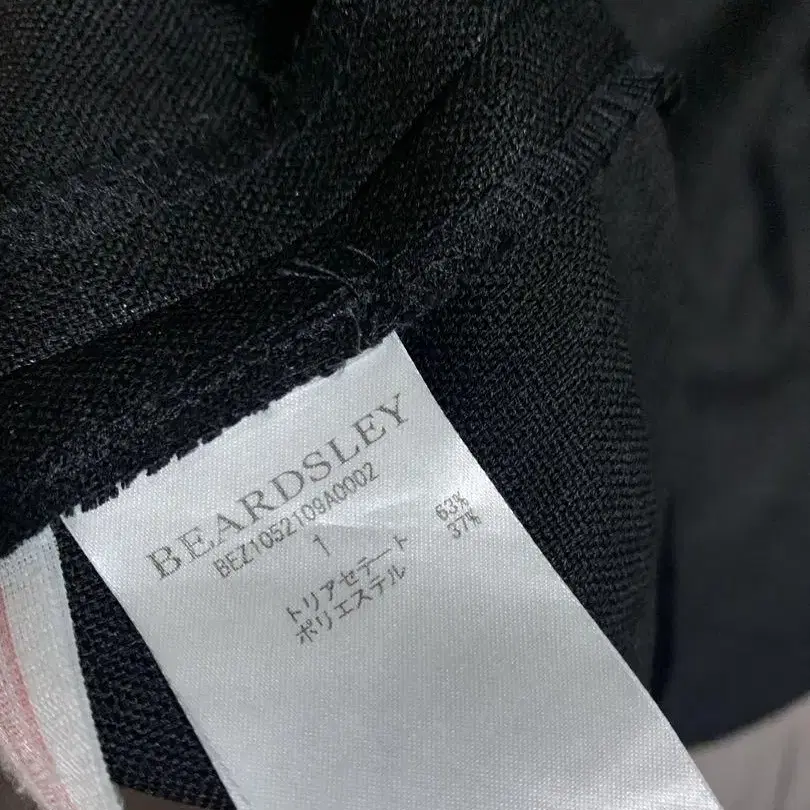 BEARDSLEY
BEZ1052109A0002
1
トリアセテート 63%
ポリエステル 37%